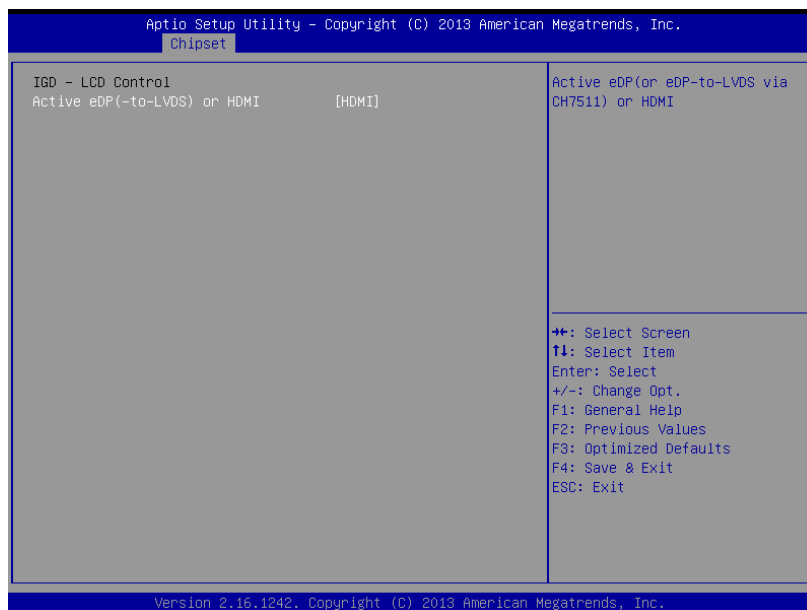 Aptio Setup Utility – Copyright (C) 2013 American Megatrends, Inc.
Chipset
IGD – LCD Control
Active eDP(-to-LVDS) or HDMI [HDMI]
Active eDP(or eDP-to-LVDS via
CH7511) or HDMI
→←: Select Screen
↑↓: Select Item
Enter: Select
+/-: Change Opt.
F1: General Help
F2: Previous Values
F3: Optimized Defaults
F4: Save & Exit
ESC: Exit
Version 2.16.1242. Copyright (C) 2013 American Megatrends, Inc.